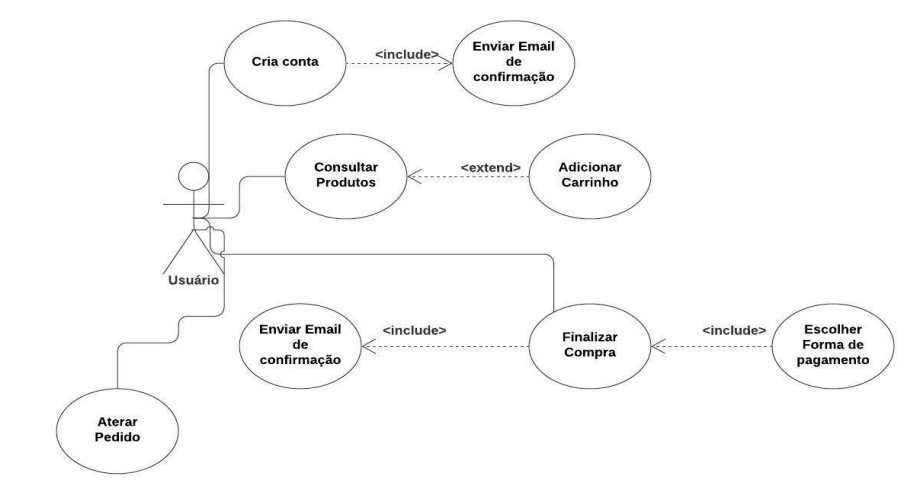 Cria conta
<include>
Enviar Email
de
confirmação
Consultar
Produtos
<extend>
Adicionar
Carrinho
Usuário
Enviar Email
de
confirmação
<include>
Finalizar
Compra
<include>
Escolher
Forma de
pagamento
Aterar
Pedido